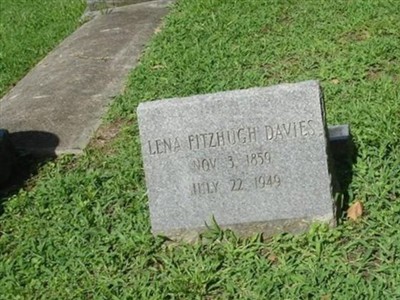 LENA FITZHUGH DAVIES
NOV. 3, 1859
JULY 22 1949